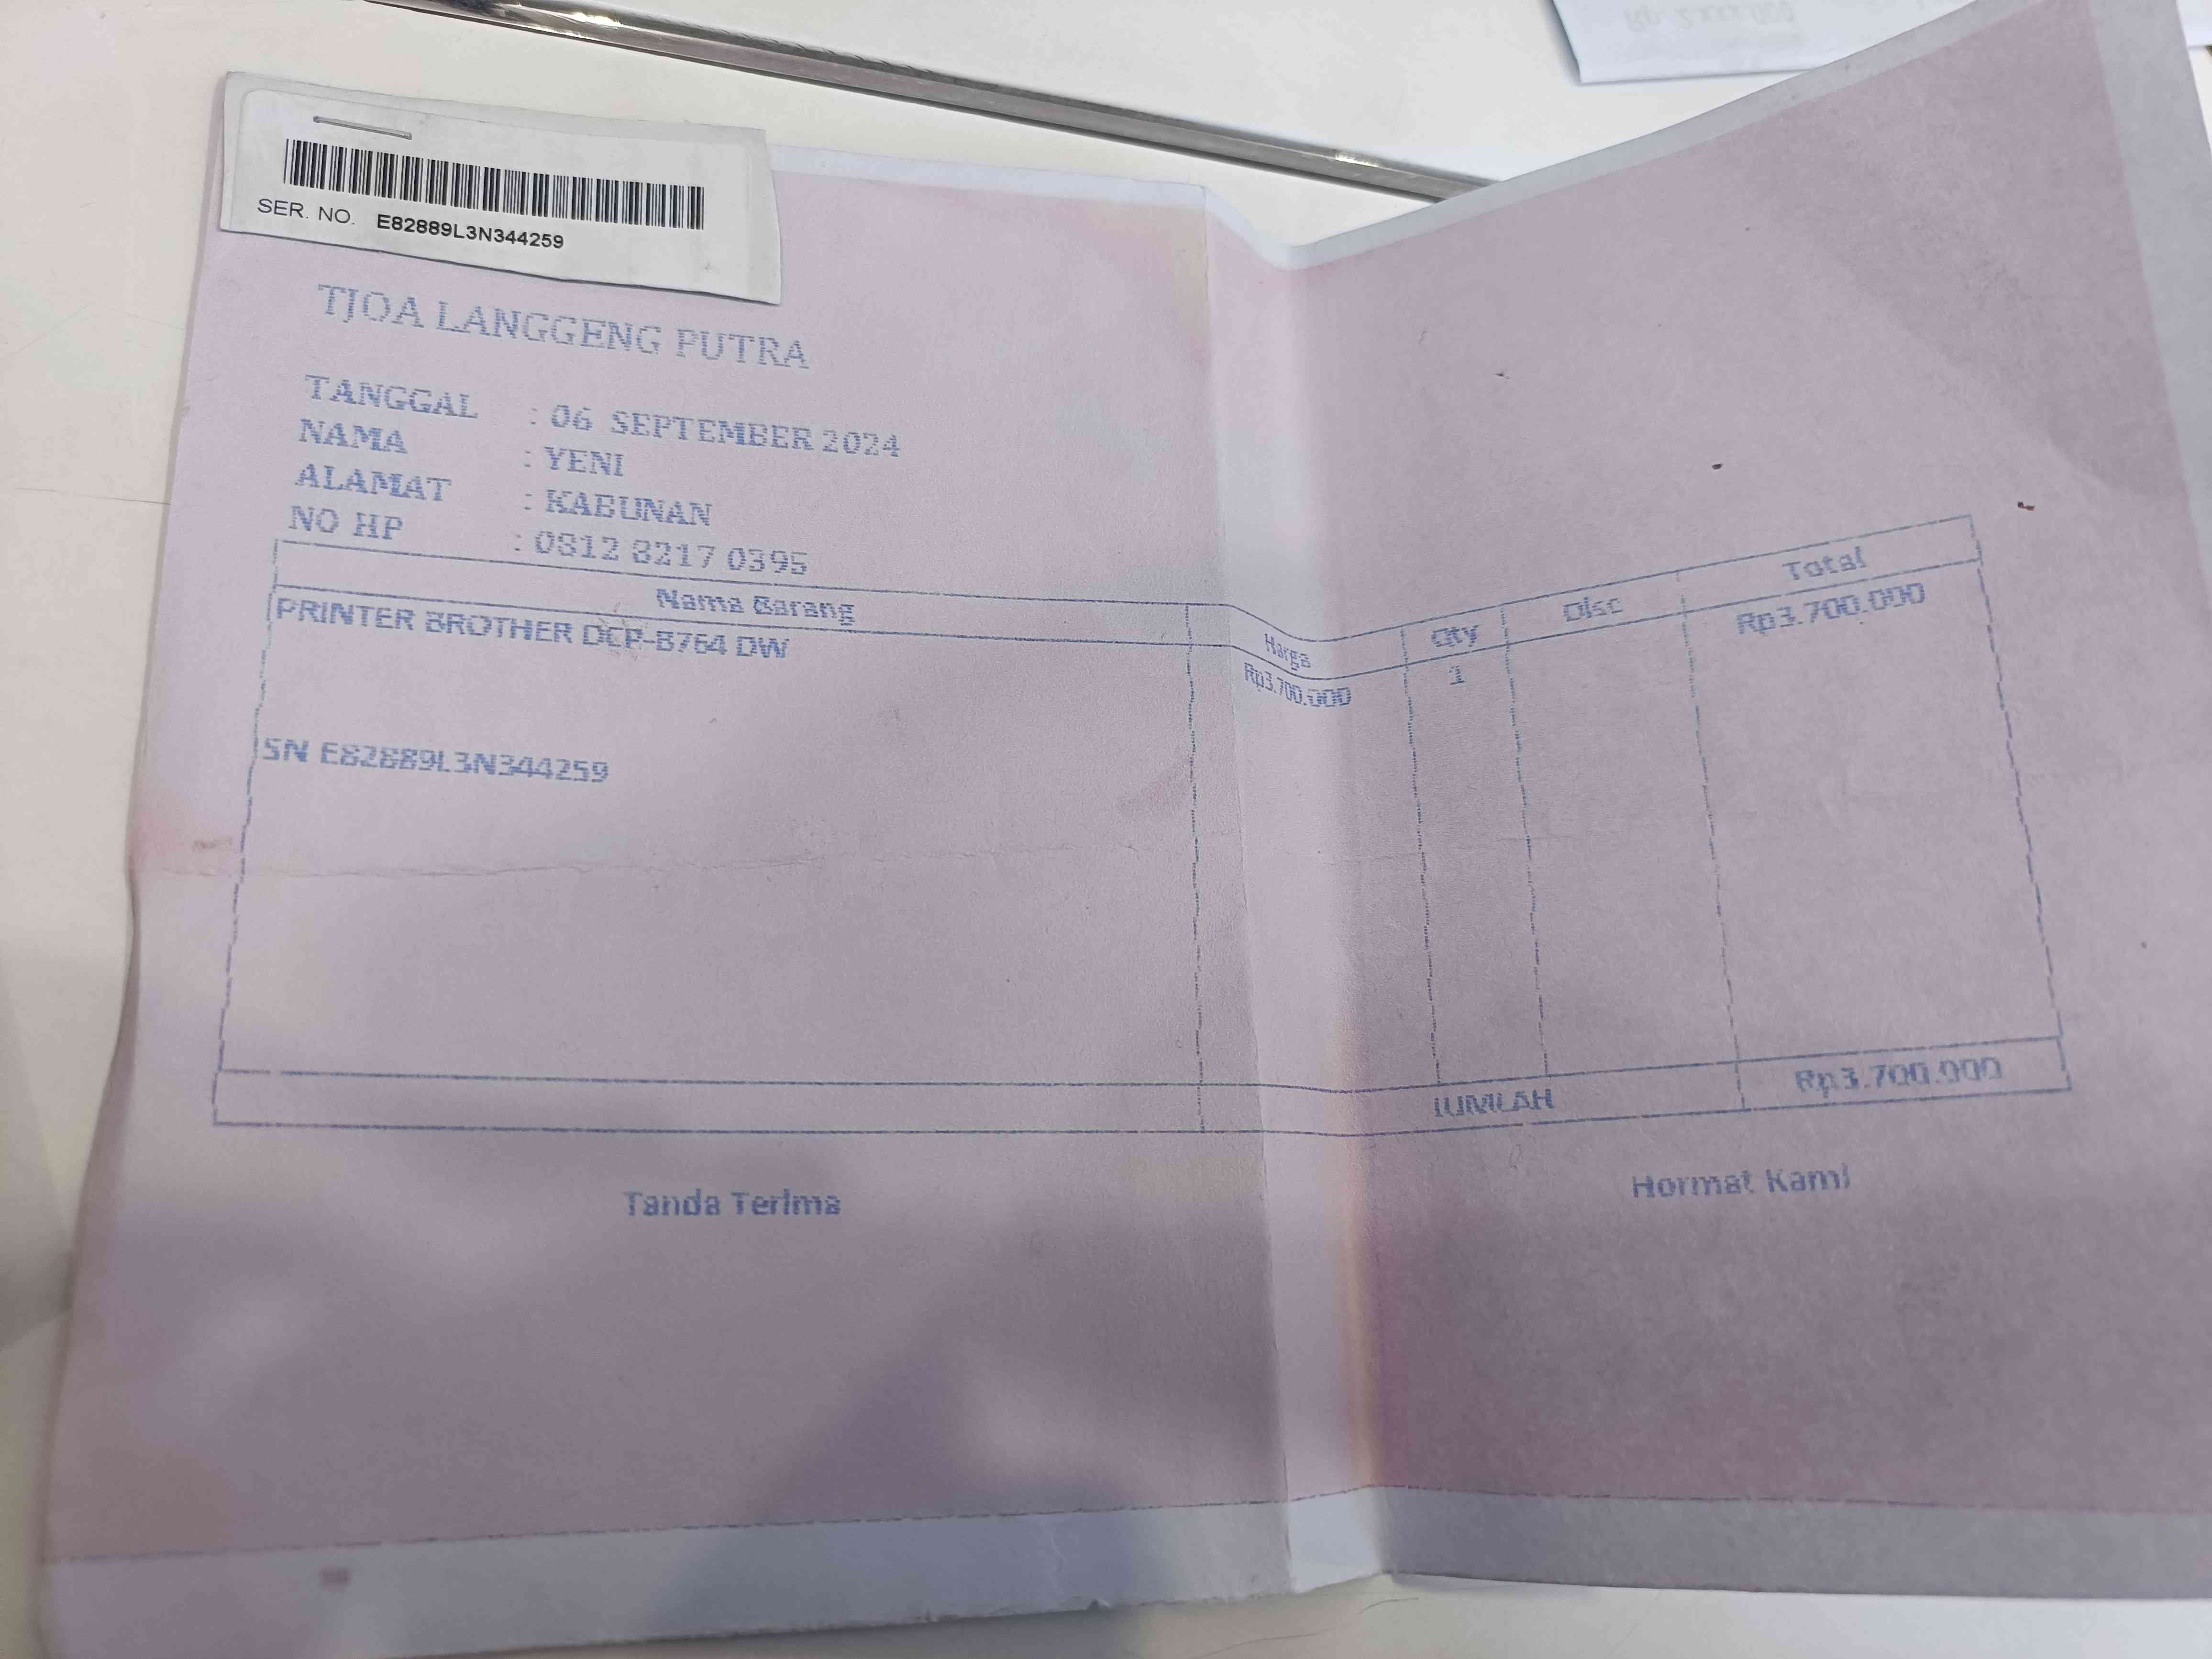 SER. NO. E82889L3N344259
TJOA LANGGENG PUTRA
TANGGAL : 06 SEPTEMBER 2024
NAMA : YENI
ALAMAT : KABUNAN
NO HP : 0812 8217 0395
Nama Barang Harga Qty Disc Total
PRINTER BROTHER DCP-B764 DW Rp3.700.000 1 Rp3.700.000
SN E82889L3N344259
JUMLAH Rp3.700.000
Tanda Terima Hormat Kami